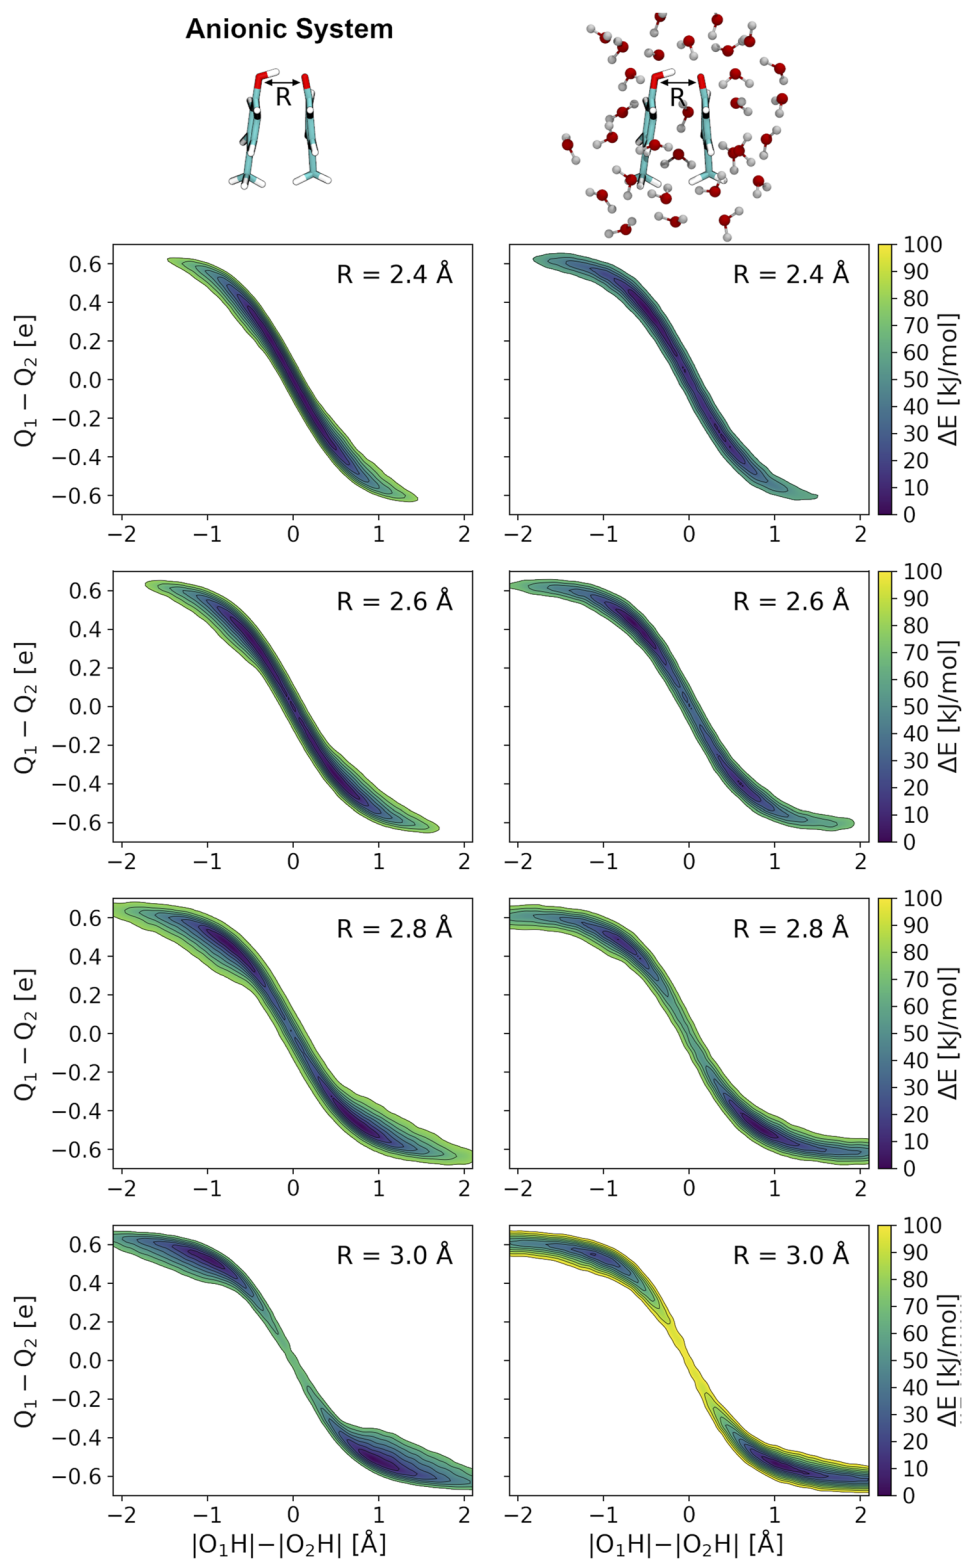 Anionic System
R
R
R = 2.4 Å
R = 2.4 Å
Q₁ − Q₂ [e]
0.6
0.4
0.2
0.0
−0.2
−0.4
−0.6
−2 −1 0 1 2
−2 −1 0 1 2
100
90
80
70
60
50
40
30
20
10
0
ΔE [kJ/mol]
R = 2.6 Å
R = 2.6 Å
Q₁ − Q₂ [e]
0.6
0.4
0.2
0.0
−0.2
−0.4
−0.6
−2 −1 0 1 2
−2 −1 0 1 2
100
90
80
70
60
50
40
30
20
10
0
ΔE [kJ/mol]
R = 2.8 Å
R = 2.8 Å
Q₁ − Q₂ [e]
0.6
0.4
0.2
0.0
−0.2
−0.4
−0.6
−2 −1 0 1 2
−2 −1 0 1 2
100
90
80
70
60
50
40
30
20
10
0
ΔE [kJ/mol]
R = 3.0 Å
R = 3.0 Å
Q₁ − Q₂ [e]
0.6
0.4
0.2
0.0
−0.2
−0.4
−0.6
−2 −1 0 1 2
−2 −1 0 1 2
100
90
80
70
60
50
40
30
20
10
0
ΔE [kJ/mol]
|O₁H|−|O₂H| [Å]
|O₁H|−|O₂H| [Å]